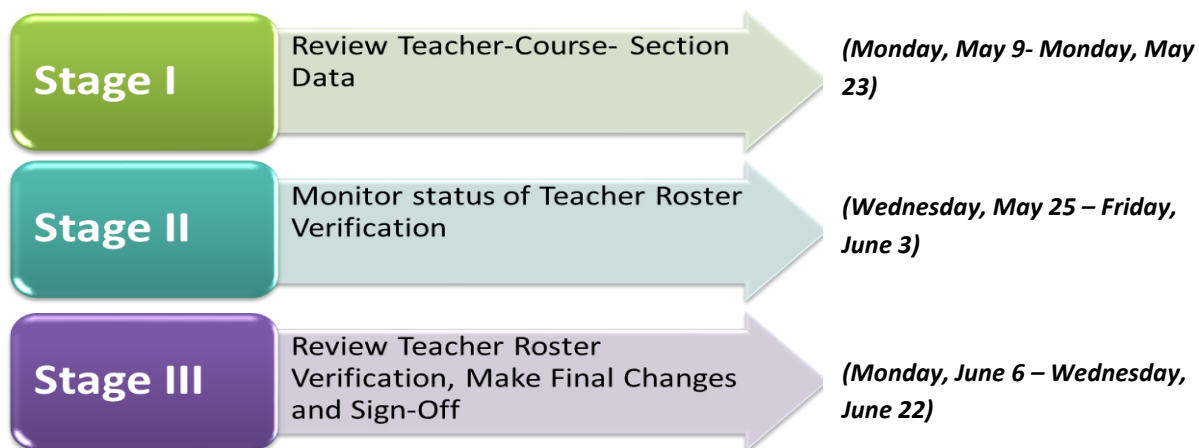 Stage I
Review Teacher-Course- Section
Data
(Monday, May 9- Monday, May
23)
Stage II
Monitor status of Teacher Roster
Verification
(Wednesday, May 25 – Friday,
June 3)
Stage III
Review Teacher Roster
Verification, Make Final Changes
and Sign-Off
(Monday, June 6 – Wednesday,
June 22)